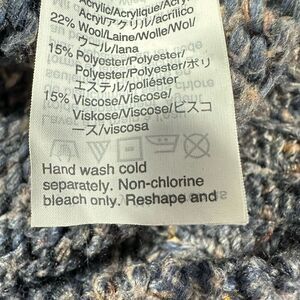 Acrylic/Acrylique/Acryl/
Acryl/アクリル/acrílico
22% Wool/Laine/Wolle/Wol/
ウール/lana
15% Polyester/Polyester/
Polyester/Polyester/ポリ
エステル/poliéster
15% Viscose/Viscose/
Viskose/Viscose/ビスコ
ース/viscosa
Hand wash cold
separately. Non-chlorine
bleach only. Reshape and